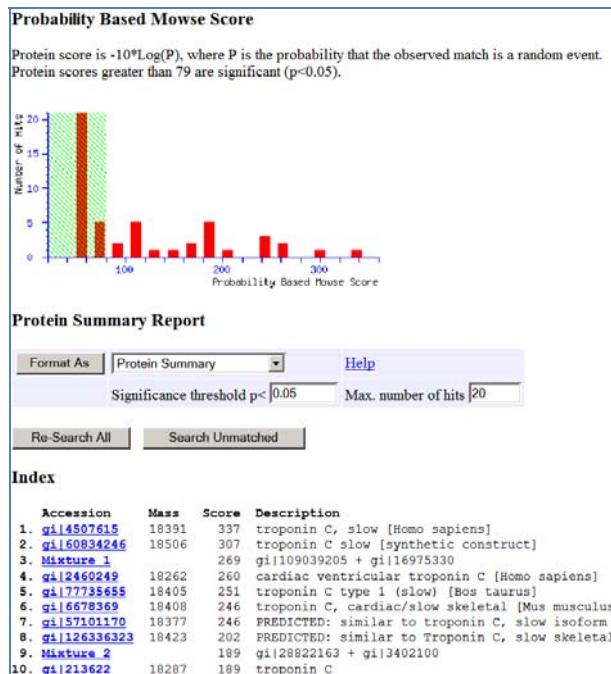 Probability Based Mowse Score
Protein score is -10*Log(P), where P is the probability that the observed match is a random event.
Protein scores greater than 79 are significant (p<0.05).
Number of Hits
20
15
10
5
0
100 200 300
Probability Based Mowse Score
Protein Summary Report
Format As Protein Summary Help
Significance threshold p< 0.05 Max. number of hits 20
Re-Search All Search Unmatched
Index
Accession Mass Score Description
1. gi|4507615 18391 337 troponin C, slow [Homo sapiens]
2. gi|60834246 18506 307 troponin C slow [synthetic construct]
3. Mixture 1 269 gi|109039205 + gi|16975330
4. gi|2460249 18262 260 cardiac ventricular troponin C [Homo sapiens]
5. gi|77735655 18405 251 troponin C type 1 (slow) [Bos taurus]
6. gi|6678369 18408 246 troponin C, cardiac/slow skeletal [Mus musculus
7. gi|57101170 18377 246 PREDICTED: similar to troponin C, slow isoform
8. gi|126336323 18423 202 PREDICTED: similar to Troponin C, slow skeletal
9. Mixture 2 189 gi|28822163 + gi|3402100
10. gi|213622 18287 189 troponin C